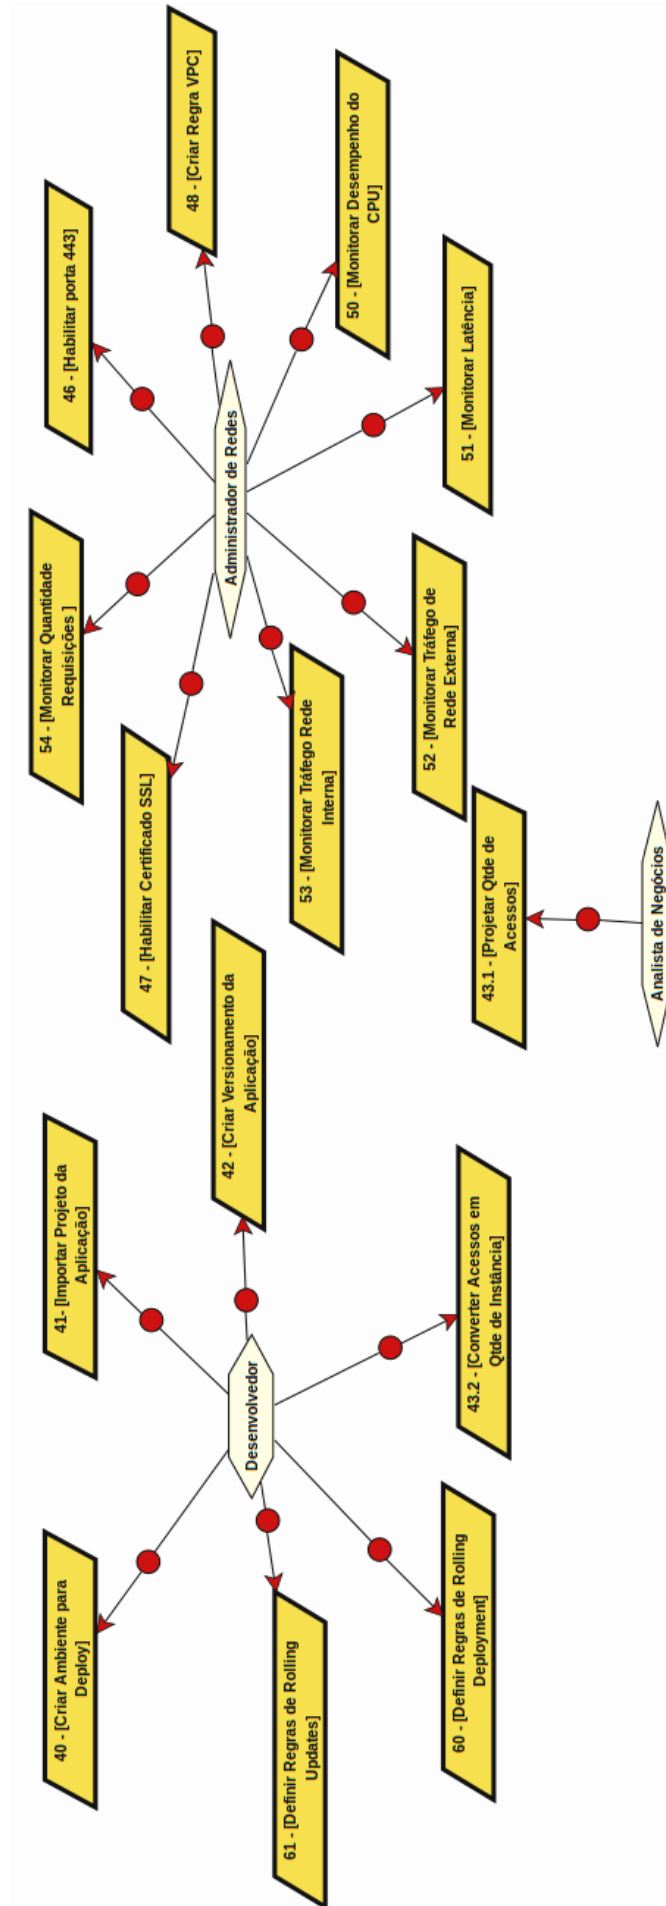 40 - [Criar Ambiente para
Deploy]
41- [Importar Projeto da
Aplicação]
54 - [Monitorar Quantidade
Requisições ]
46 - [Habilitar porta 443]
47 - [Habilitar Certificado SSL]
48 - [Criar Regra VPC]
42 - [Criar Versionamento da
Aplicação]
Desenvolvedor
Administrador de Redes
61 - [Definir Regras de Rolling
Updates]
53 - [Monitorar Tráfego Rede
Interna]
50 - [Monitorar Desempenho do
CPU]
60 - [Definir Regras de Rolling
Deployment]
43.2 - [Converter Acessos em
Qtde de Instância]
52 - [Monitorar Tráfego de
Rede Externa]
51 - [Monitorar Latência]
43.1 - [Projetar Qtde de
Acessos]
Analista de Negócios